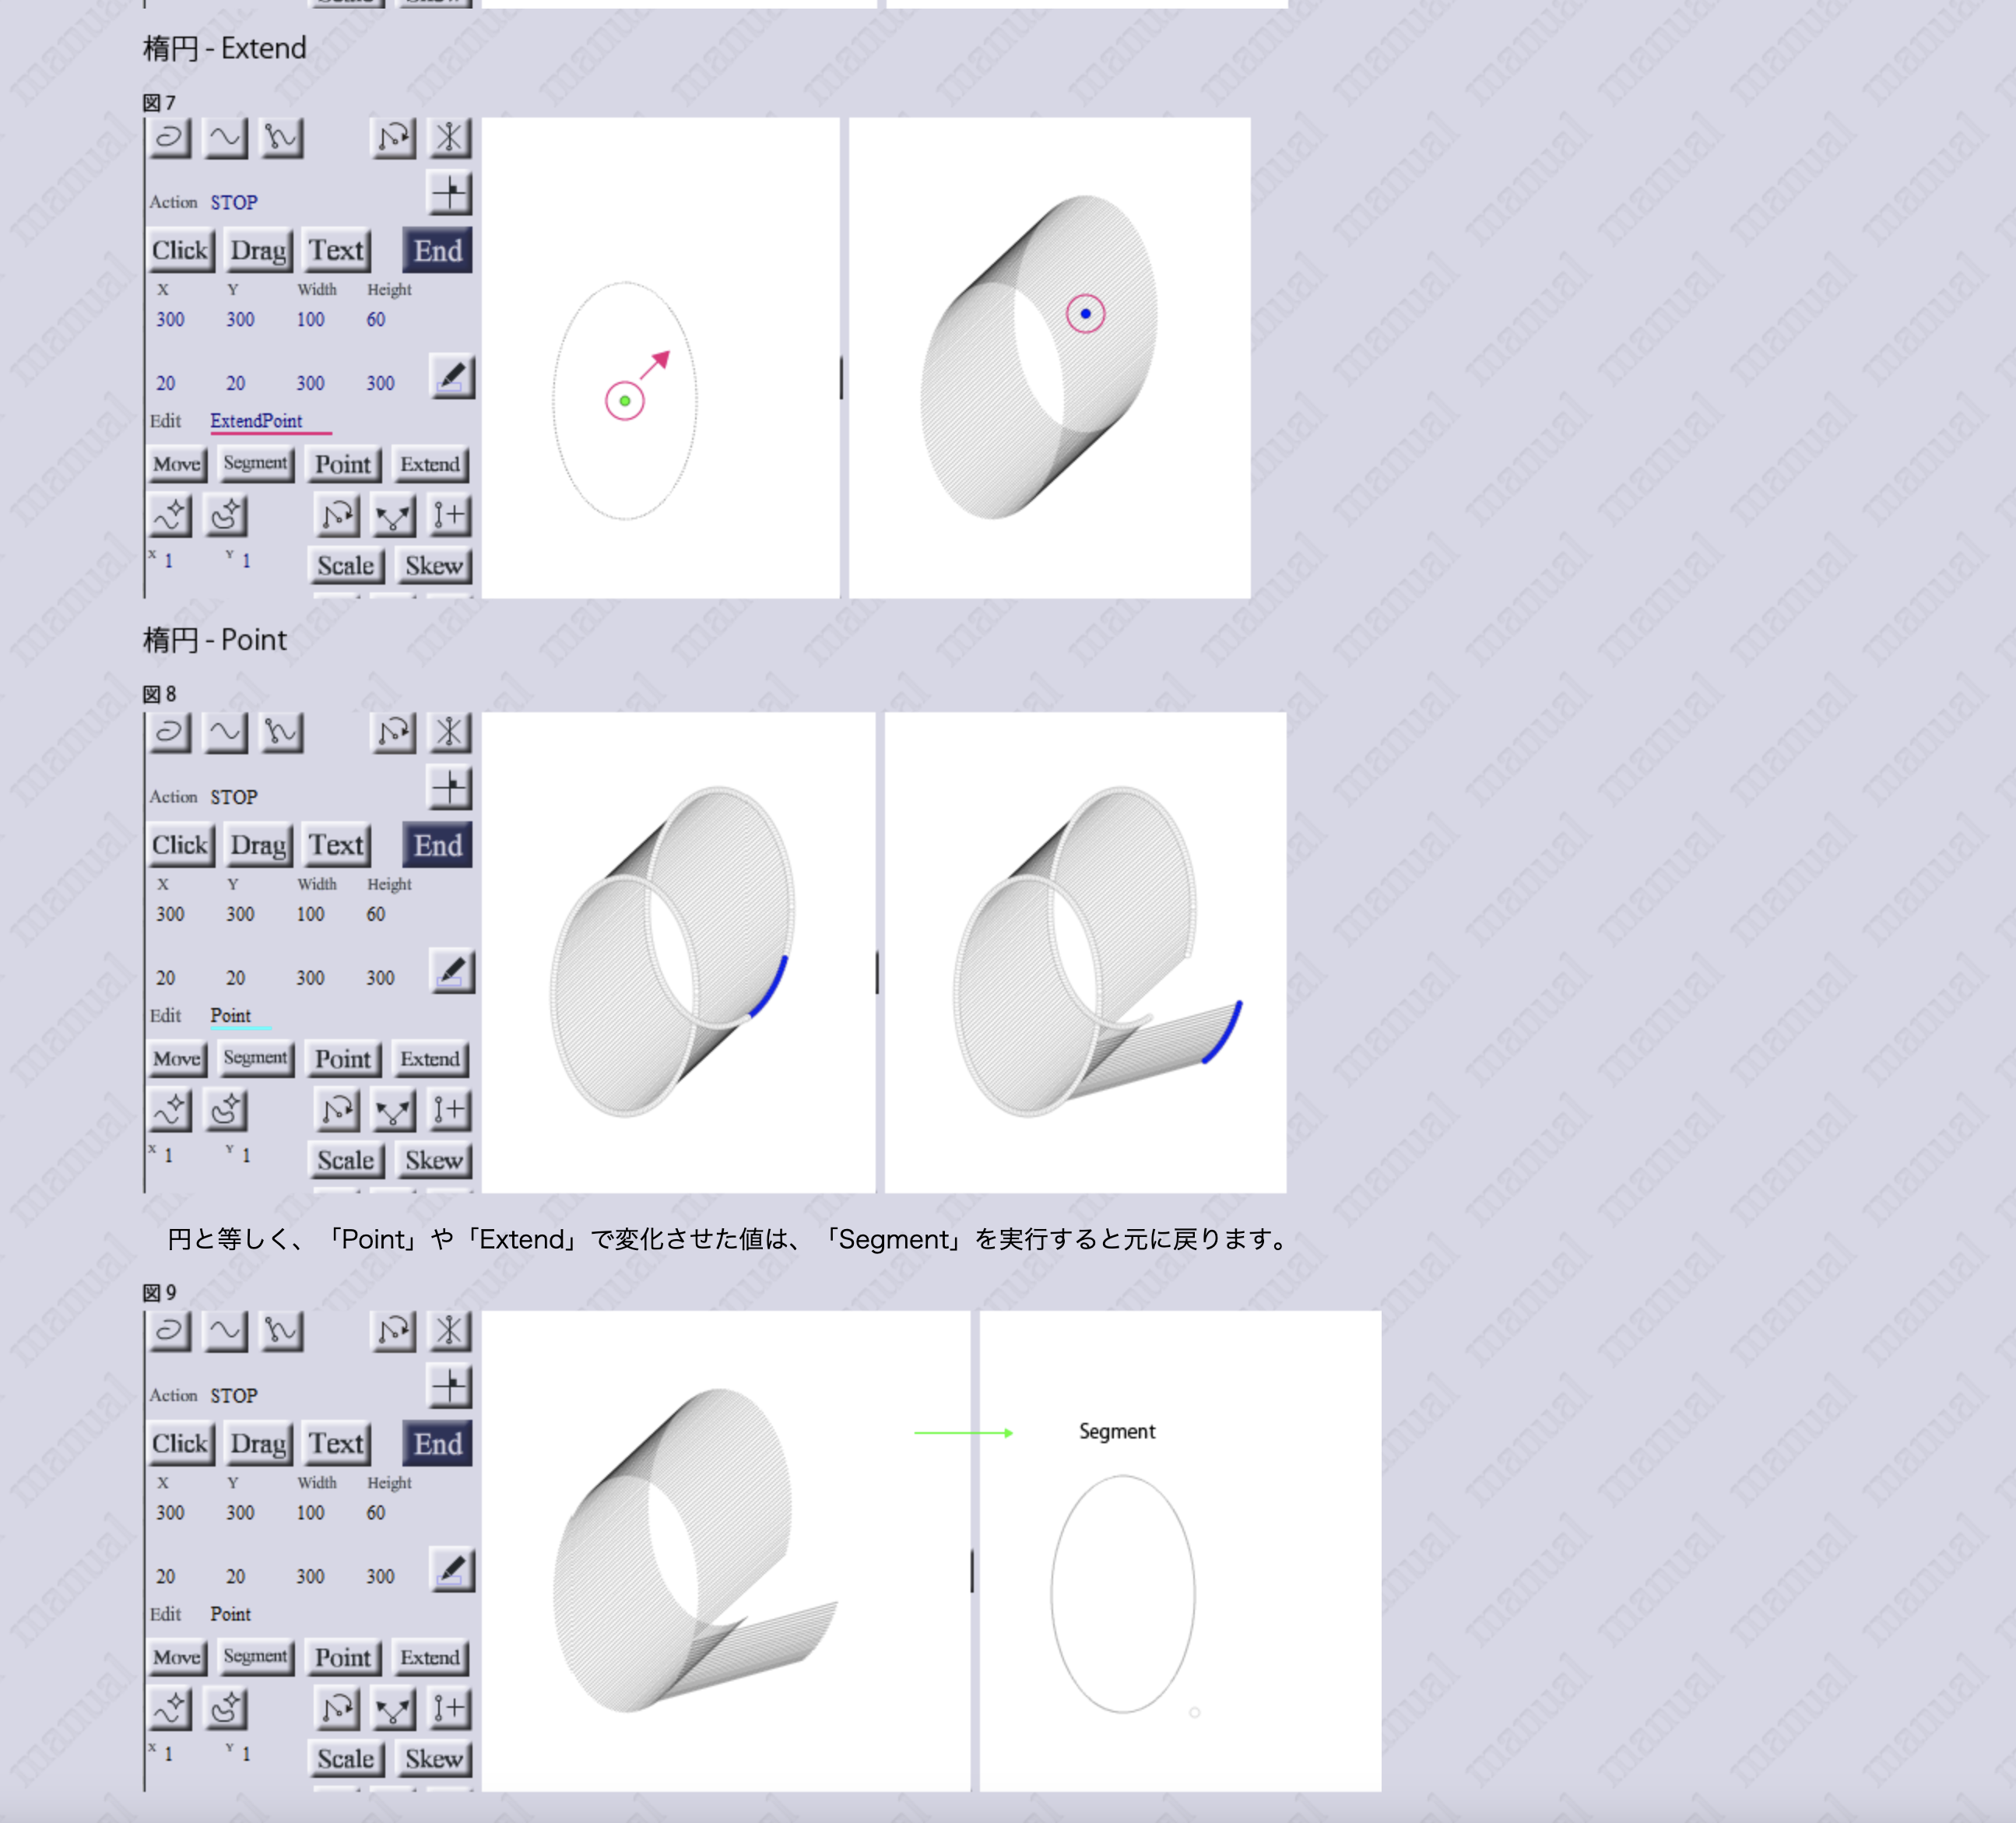 楕円 - Extend
図 7
Action STOP
Click Drag Text End
X Y Width Height
300 300 100 60
20 20 300 300
Edit ExtendPoint
Move Segment Point Extend
X 1 Y 1
Scale Skew
楕円 - Point
図 8
Action STOP
Click Drag Text End
X Y Width Height
300 300 100 60
20 20 300 300
Edit Point
Move Segment Point Extend
X 1 Y 1
Scale Skew
円と等しく、「Point」や「Extend」で変化させた値は、「Segment」を実行すると元に戻ります。
図 9
Action STOP
Click Drag Text End
X Y Width Height
300 300 100 60
20 20 300 300
Edit Point
Move Segment Point Extend
X 1 Y 1
Scale Skew
Segment
manual